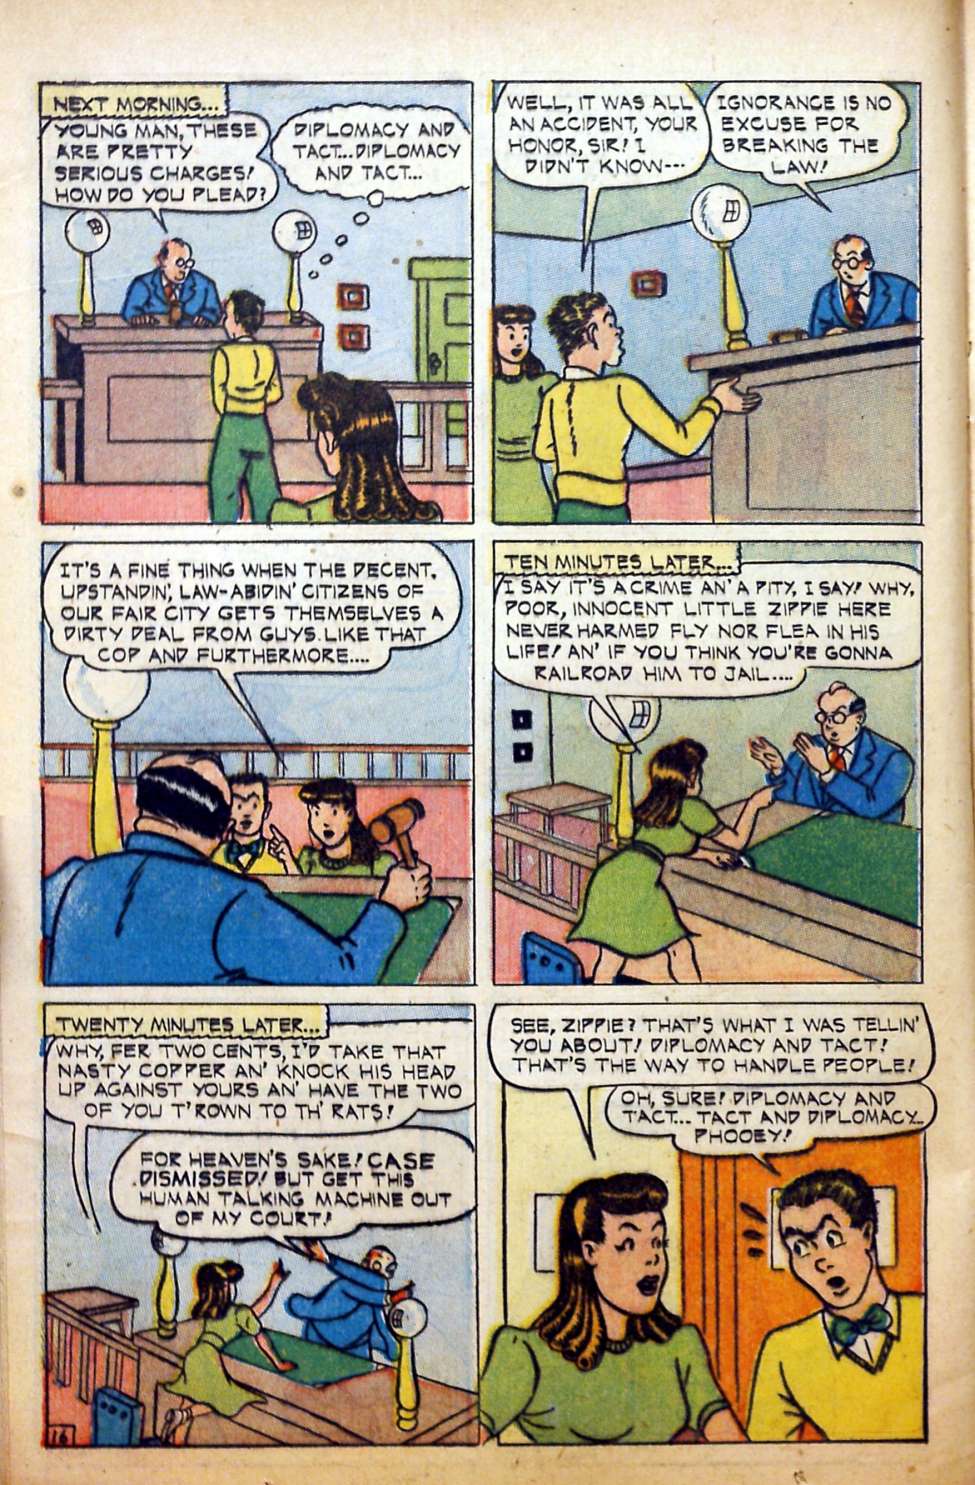 NEXT MORNING...
YOUNG MAN, THESE
ARE PRETTY
SERIOUS CHARGES!
HOW DO YOU PLEAD?
DIPLOMACY AND
TACT...DIPLOMACY
AND TACT...
WELL, IT WAS ALL
AN ACCIDENT, YOUR
HONOR, SIR! I
DIDN'T KNOW---
IGNORANCE IS NO
EXCUSE FOR
BREAKING THE
LAW!
IT'S A FINE THING WHEN THE DECENT,
UPSTANDIN', LAW-ABIDIN' CITIZENS OF
OUR FAIR CITY GETS THEMSELVES A
DIRTY DEAL FROM GUYS LIKE THAT
COP AND FURTHERMORE....
TEN MINUTES LATER...
I SAY IT'S A CRIME AN' A PITY, I SAY! WHY,
POOR, INNOCENT LITTLE ZIPPIE HERE
NEVER HARMED FLY NOR FLEA IN HIS
LIFE! AN' IF YOU THINK YOU'RE GONNA
RAILROAD HIM TO JAIL....
TWENTY MINUTES LATER...
WHY, FER TWO CENTS, I'D TAKE THAT
NASTY COPPER AN' KNOCK HIS HEAD
UP AGAINST YOURS AN' HAVE THE TWO
OF YOU T'ROWN TO TH' RATS!
FOR HEAVEN'S SAKE! CASE
DISMISSED! BUT GET THIS
HUMAN TALKING MACHINE OUT
OF MY COURT!
16
SEE, ZIPPIE? THAT'S WHAT I WAS TELLIN'
YOU ABOUT! DIPLOMACY AND TACT!
THAT'S THE WAY TO HANDLE PEOPLE!
OH, SURE! DIPLOMACY AND
TACT... TACT AND DIPLOMACY...
PHOOEY!